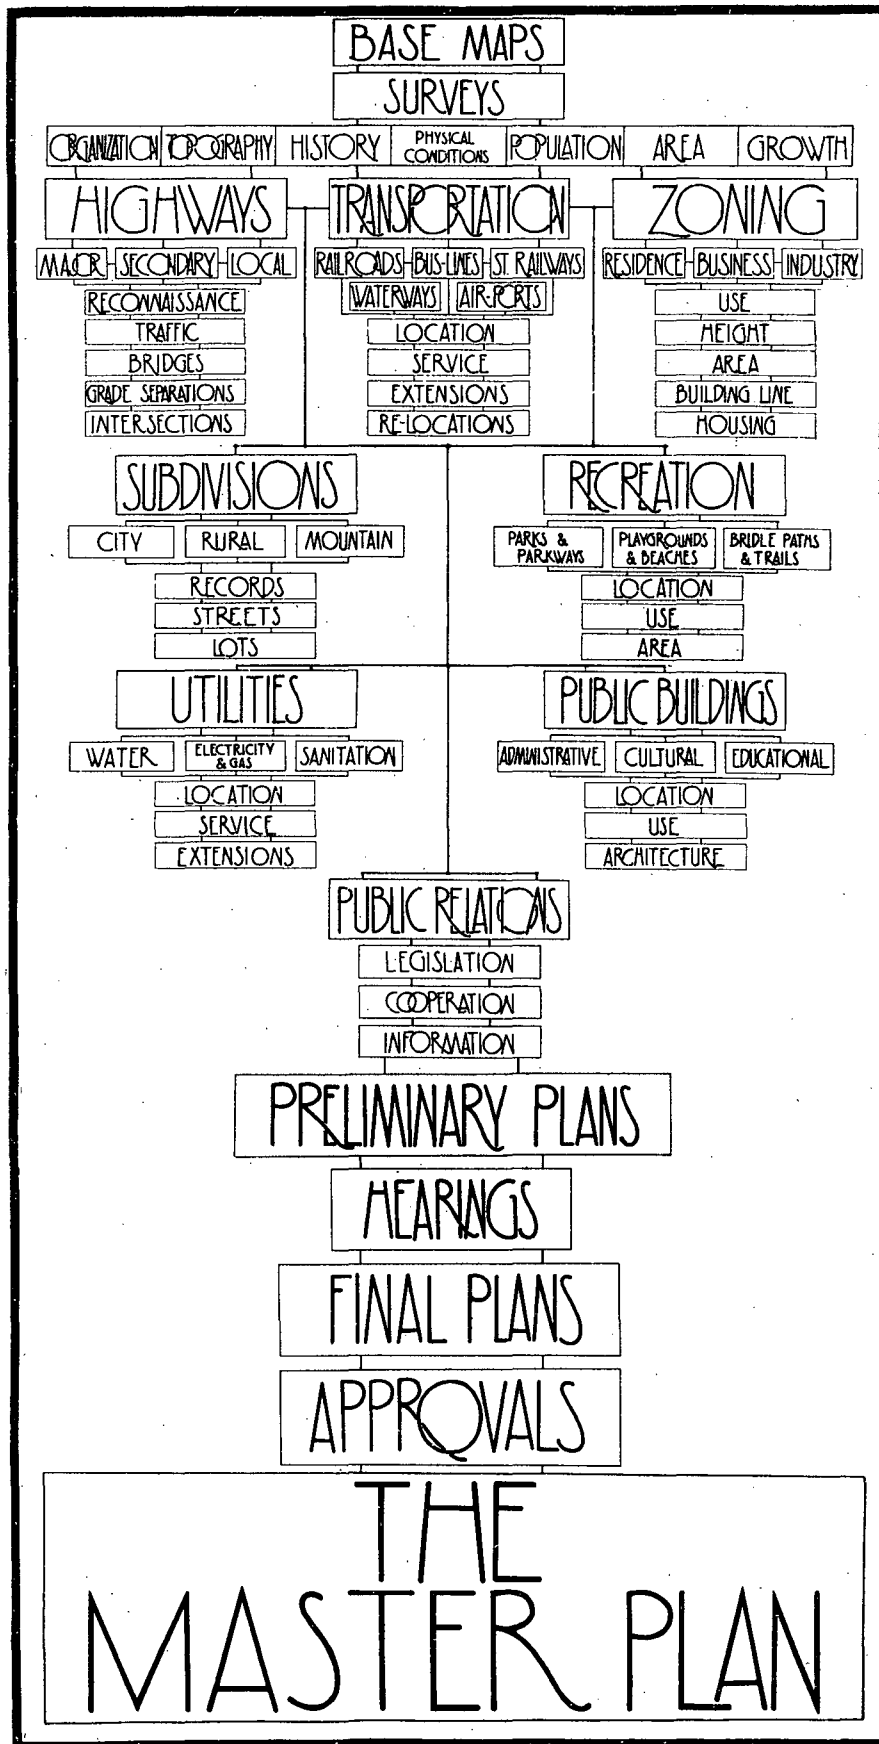 BASE MAPS
SURVEYS
ORGANIZATION TOPOGRAPHY HISTORY PHYSICAL CONDITIONS POPULATION AREA GROWTH
HIGHWAYS TRANSPORTATION ZONING
MAJOR SECONDARY LOCAL RAILROADS BUS-LINES ST. RAILWAYS RESIDENCE BUSINESS INDUSTRY
WATERWAYS AIR-PORTS
RECONNAISSANCE LOCATION USE
TRAFFIC SERVICE HEIGHT
BRIDGES EXTENSIONS AREA
GRADE SEPARATIONS RE-LOCATIONS BUILDING LINE
INTERSECTIONS HOUSING
SUBDIVISIONS RECREATION
CITY RURAL MOUNTAIN PARKS & PARKWAYS PLAYGROUNDS & BEACHES BRIDLE PATHS & TRAILS
RECORDS LOCATION
STREETS USE
LOTS AREA
UTILITIES PUBLIC BUILDINGS
WATER ELECTRICITY & GAS SANITATION ADMINISTRATIVE CULTURAL EDUCATIONAL
LOCATION LOCATION
SERVICE USE
EXTENSIONS ARCHITECTURE
PUBLIC RELATIONS
LEGISLATION
COOPERATION
INFORMATION
PRELIMINARY PLANS
HEARINGS
FINAL PLANS
APPROVALS
THE
MASTER PLAN